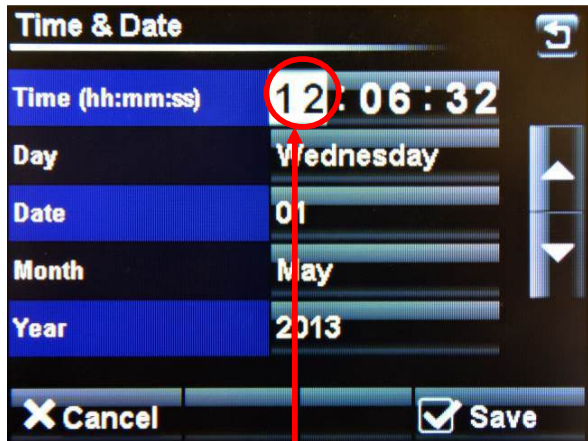 Time & Date
Time (hh:mm:ss) 12:06:32
Day Wednesday
Date 01
Month May
Year 2013
Cancel Save